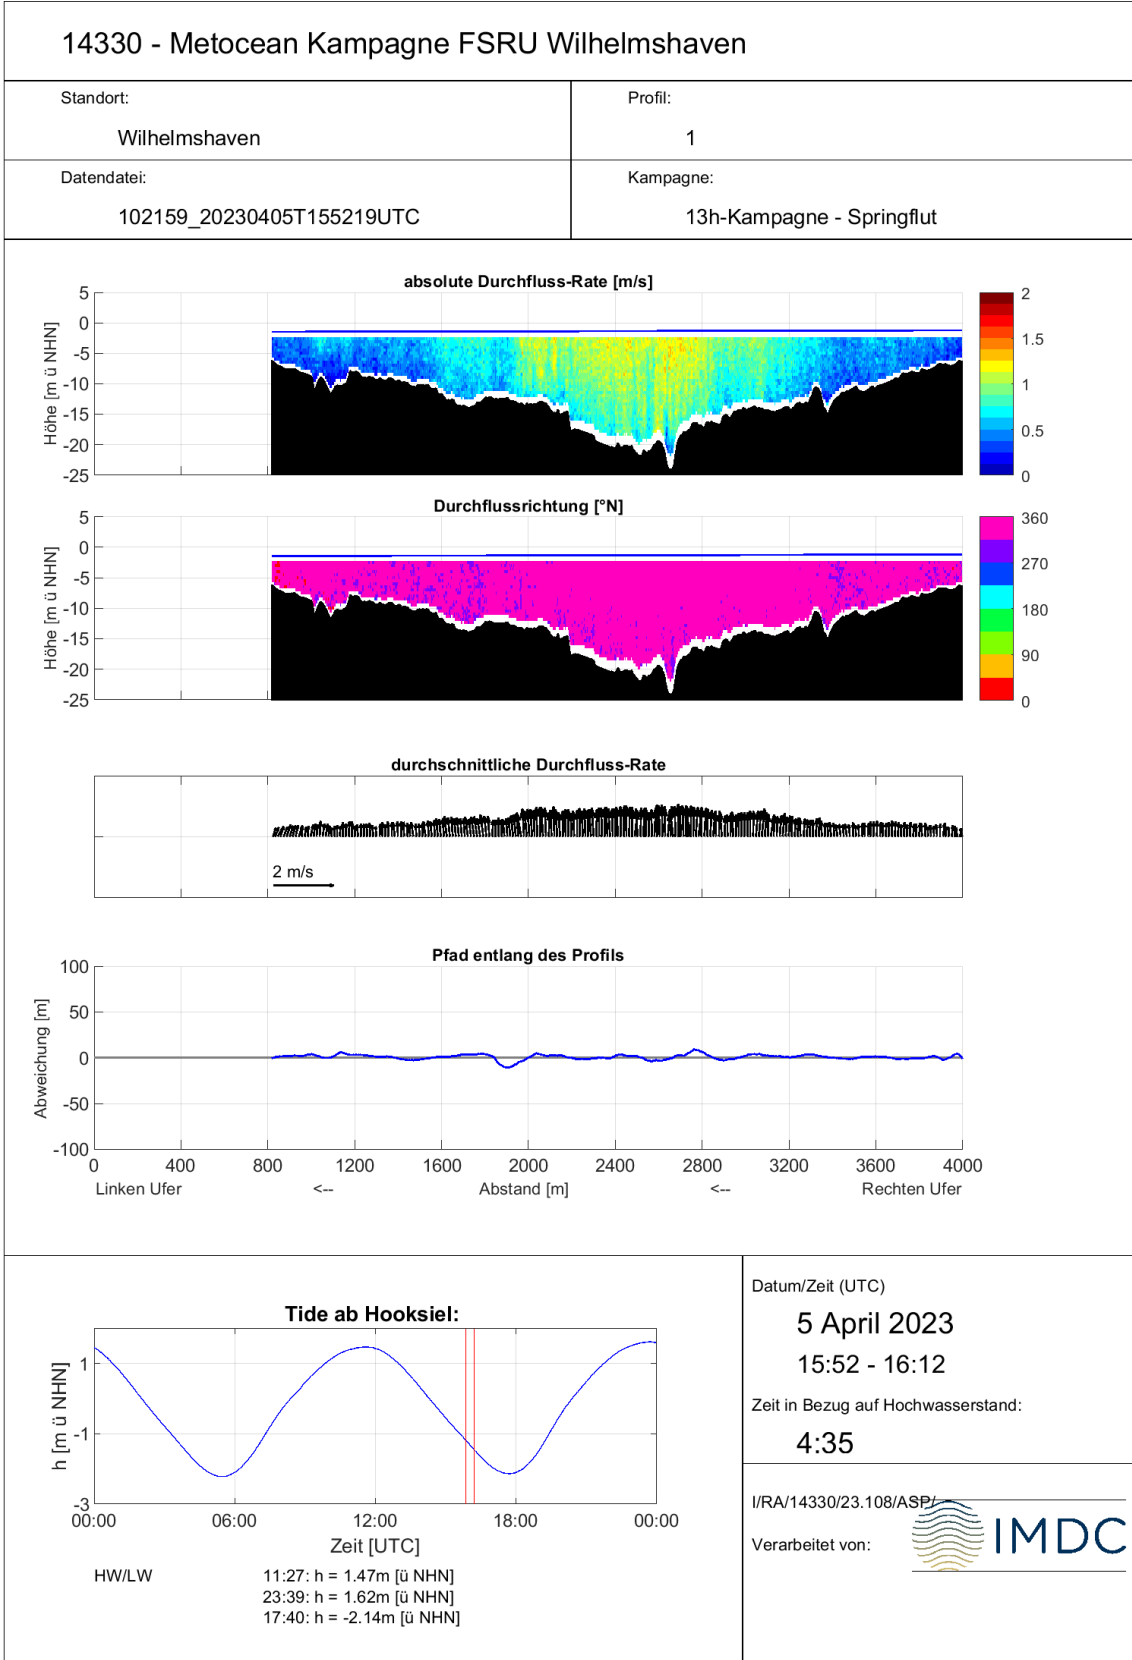 14330 - Metocean Kampagne FSRU Wilhelmshaven
Standort:
Wilhelmshaven
Profil:
1
Datendatei:
102159_20230405T155219UTC
Kampagne:
13h-Kampagne - Springflut
absolute Durchfluss-Rate [m/s]
5
0
-5
-10
-15
-20
-25
Höhe [m ü NHN]
2
1.5
1
0.5
0
Durchflussrichtung [°N]
5
0
-5
-10
-15
-20
-25
Höhe [m ü NHN]
360
270
180
90
0
durchschnittliche Durchfluss-Rate
2 m/s
Pfad entlang des Profils
100
50
0
-50
-100
Abweichung [m]
0 400 800 1200 1600 2000 2400 2800 3200 3600 4000
Linken Ufer <-- Abstand [m] <-- Rechten Ufer
Tide ab Hooksiel:
1
-1
-3
h [m ü NHN]
00:00 06:00 12:00 18:00 00:00
Zeit [UTC]
HW/LW
11:27: h = 1.47m [ü NHN]
23:39: h = 1.62m [ü NHN]
17:40: h = -2.14m [ü NHN]
Datum/Zeit (UTC)
5 April 2023
15:52 - 16:12
Zeit in Bezug auf Hochwasserstand:
4:35
I/RA/14330/23.108/ASP/
Verarbeitet von:
IMDC